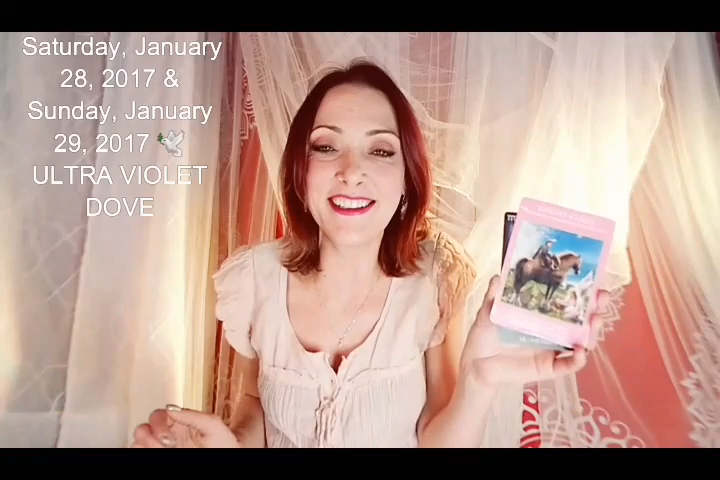 Saturday, January
28, 2017 &
Sunday, January
29, 2017 🕊
ULTRA VIOLET
DOVE